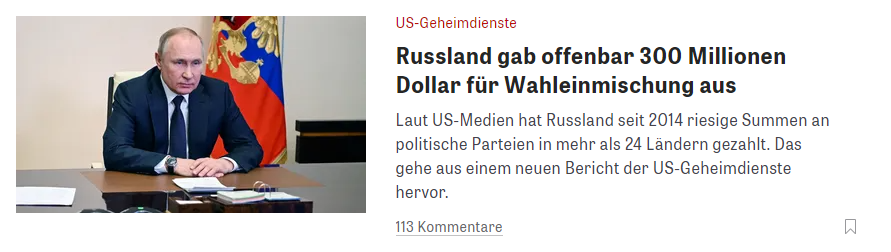 US-Geheimdienste
Russland gab offenbar 300 Millionen
Dollar für Wahleinmischung aus
Laut US-Medien hat Russland seit 2014 riesige Summen an
politische Parteien in mehr als 24 Ländern gezahlt. Das
gehe aus einem neuen Bericht der US-Geheimdienste
hervor.
113 Kommentare